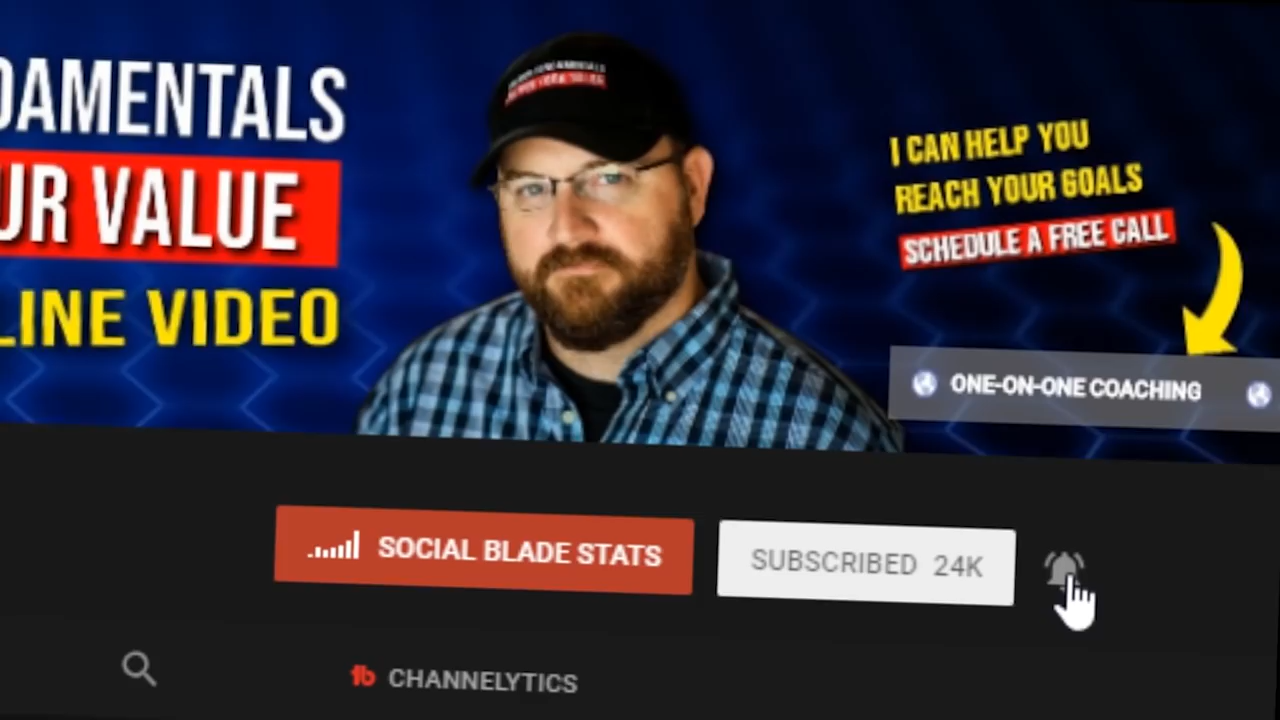 DAMENTALS
UR VALUE
LINE VIDEO
I CAN HELP YOU
REACH YOUR GOALS
SCHEDULE A FREE CALL
ONE-ON-ONE COACHING
SOCIAL BLADE STATS
SUBSCRIBED 24K
tb CHANNELYTICS